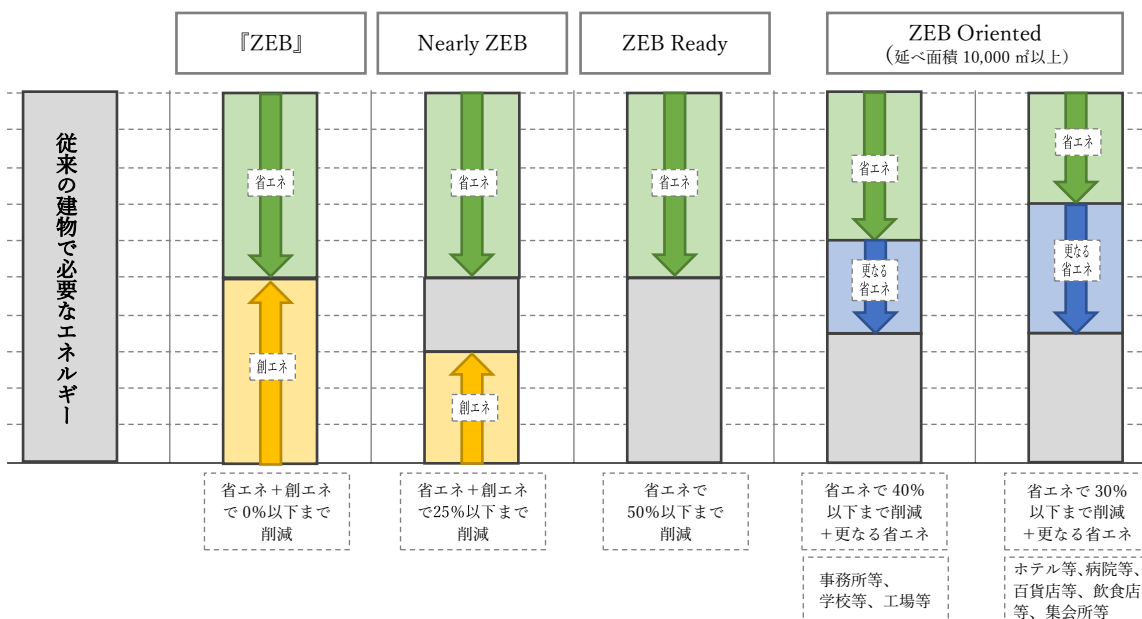 『ZEB』
Nearly ZEB
ZEB Ready
ZEB Oriented
(延べ面積 10,000 ㎡以上)
従来の建物で必要なエネルギー
省エネ
創エネ
省エネ
創エネ
省エネ
省エネ
更なる
省エネ
省エネ
更なる
省エネ
省エネ＋創エネ
で 0%以下まで
削減
省エネ＋創エネ
で25%以下まで
削減
省エネで
50%以下まで
削減
省エネで 40%
以下まで削減
＋更なる省エネ
省エネで 30%
以下まで削減
＋更なる省エネ
事務所等、
学校等、工場等
ホテル等、病院等、
百貨店等、飲食店
等、集会所等